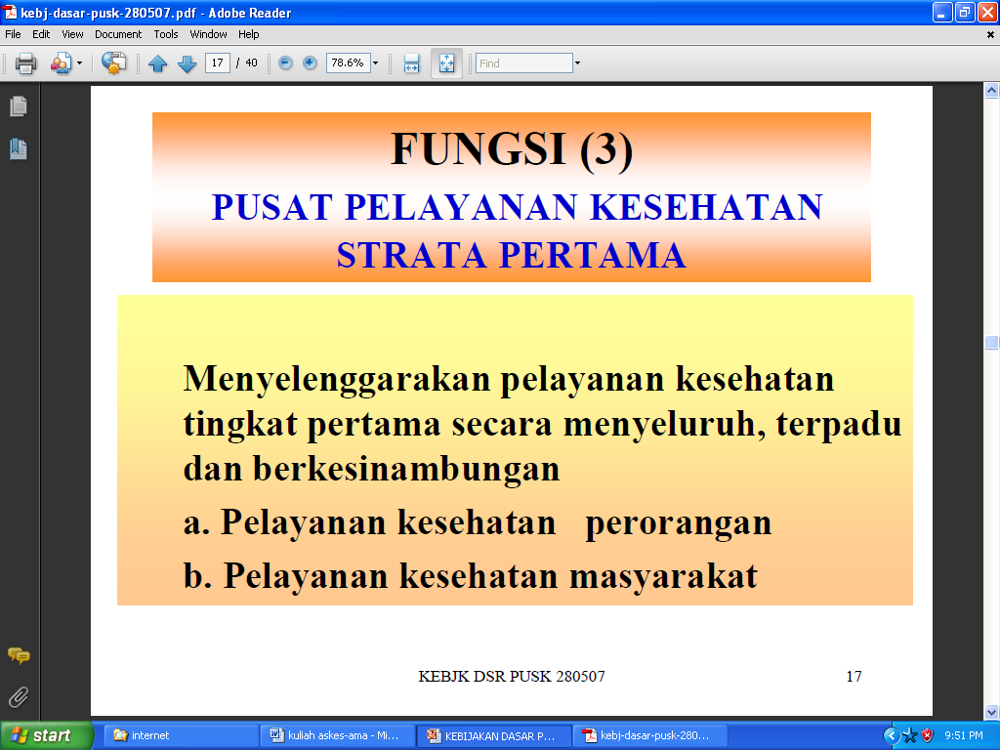 kebj-dasar-pusk-280507.pdf - Adobe Reader
File Edit View Document Tools Window Help
17 / 40 78.6% Find
FUNGSI (3)
PUSAT PELAYANAN KESEHATAN
STRATA PERTAMA
Menyelenggarakan pelayanan kesehatan
tingkat pertama secara menyeluruh, terpadu
dan berkesinambungan
a. Pelayanan kesehatan perorangan
b. Pelayanan kesehatan masyarakat
KEBJK DSR PUSK 280507 17
start internet kuliah askes-ama - Mi... KEBIJAKAN DASAR P... kebj-dasar-pusk-280... 9:51 PM